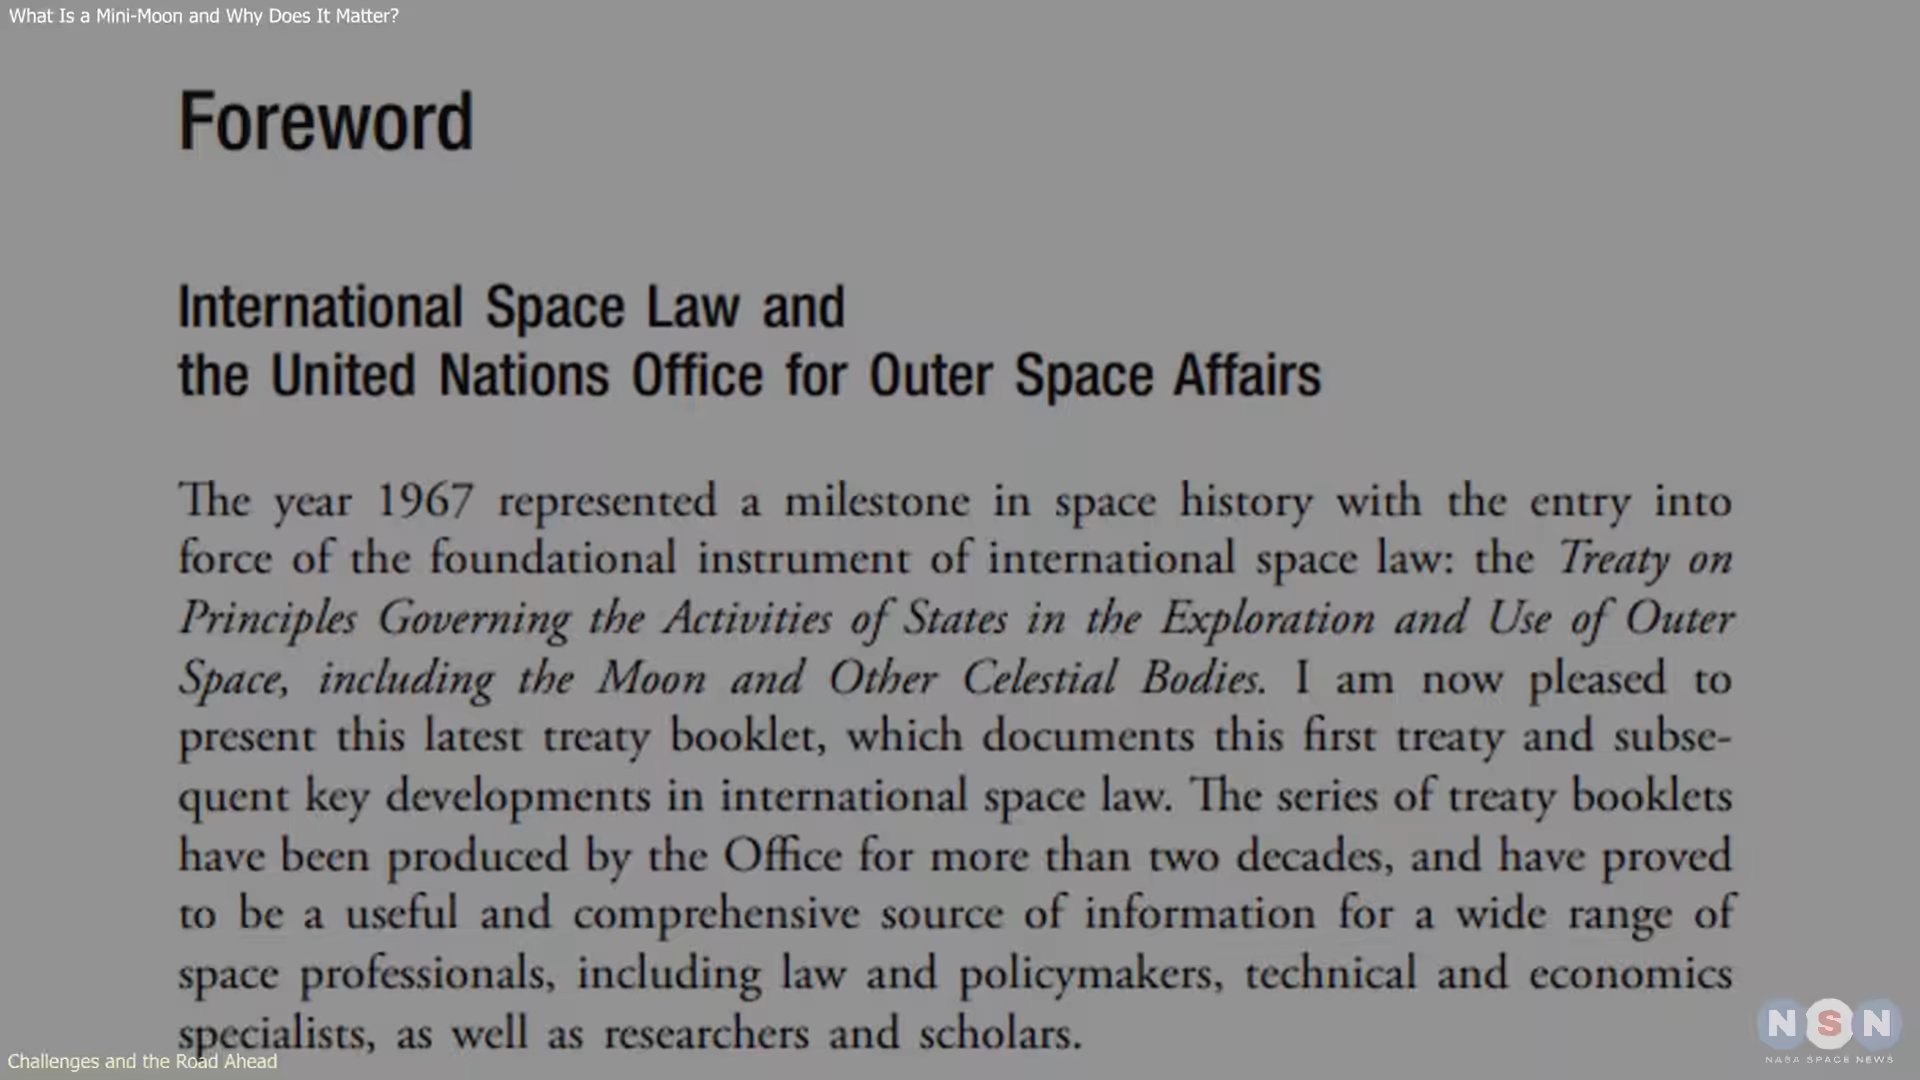 What Is a Mini-Moon and Why Does It Matter?
Foreword
International Space Law and
the United Nations Office for Outer Space Affairs
The year 1967 represented a milestone in space history with the entry into
force of the foundational instrument of international space law: the Treaty on
Principles Governing the Activities of States in the Exploration and Use of Outer
Space, including the Moon and Other Celestial Bodies. I am now pleased to
present this latest treaty booklet, which documents this first treaty and subse-
quent key developments in international space law. The series of treaty booklets
have been produced by the Office for more than two decades, and have proved
to be a useful and comprehensive source of information for a wide range of
space professionals, including law and policymakers, technical and economics
specialists, as well as researchers and scholars.
Challenges and the Road Ahead
NSN
NASA SPACE NEWS